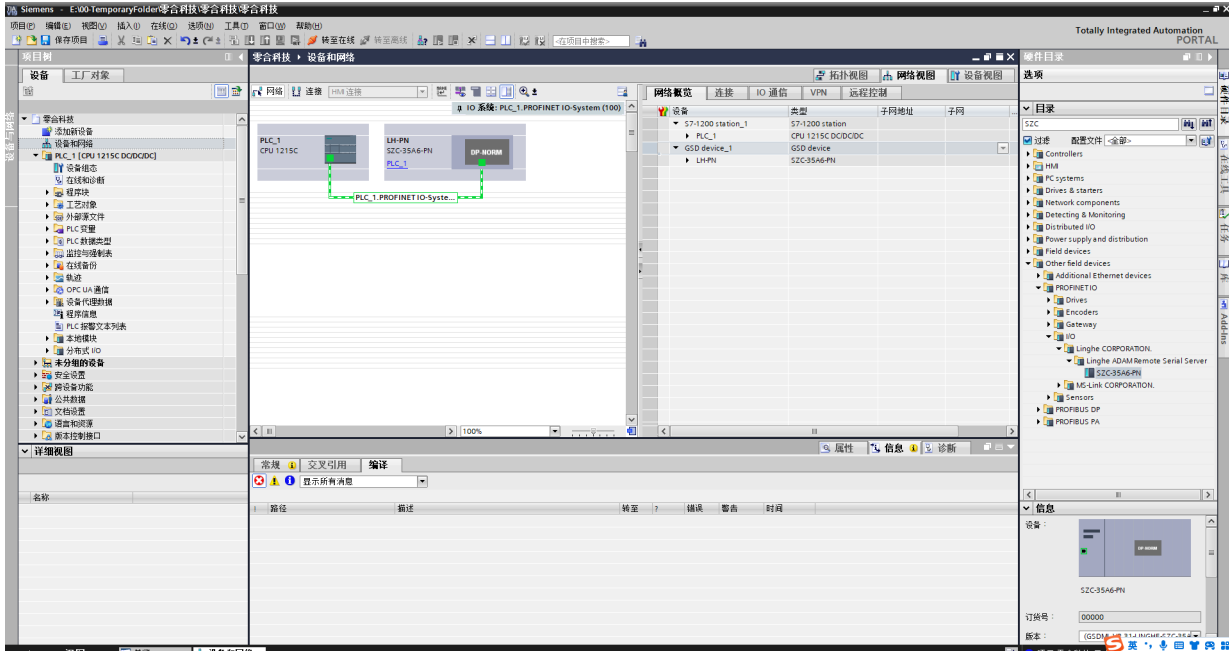 Siemens - E:\00-TemporaryFolder\零合科技\零合科技\零合科技
项目(P) 编辑(E) 视图(V) 插入(I) 在线(O) 选项(N) 工具(T) 窗口(W) 帮助(H)
Totally Integrated Automation
PORTAL
保存项目 转至在线 转至离线 <在项目中搜索>
项目树
设备 工厂对象
零合科技
添加新设备
设备和网络
PLC_1 [CPU 1215C DC/DC/DC]
设备组态
在线和诊断
程序块
工艺对象
外部源文件
PLC 变量
PLC 数据类型
监控与强制表
在线备份
轨迹
OPC UA 通信
设备代理数据
程序信息
PLC 报警文本列表
本地模块
分布式 I/O
未分组的设备
安全设置
跨设备功能
公共数据
文档设置
语言和资源
版本控制接口
详细视图
名称
零合科技 ▸ 设备和网络
拓扑视图 网络视图 设备视图
网络 连接 HMI 连接
IO 系统: PLC_1.PROFINET IO-System (100)
PLC_1
CPU 1215C
LH-PN
SZC-35A6-PN
PLC_1
DP-NORM
PLC_1.PROFINET IO-Syste...
100%
网络概览 连接 IO 通信 VPN 远程控制
设备 类型 子网地址 子网
S7-1200 station_1 S7-1200 station
PLC_1 CPU 1215C DC/DC/DC
GSD device_1 GSD device
LH-PN SZC-35A6-PN
属性 信息 诊断
常规 交叉引用 编译
显示所有消息
! 路径 描述 转至 ? 错误 警告 时间
硬件目录
选项
目录
SZC
过滤 配置文件 <全部>
Controllers
HMI
PC systems
Drives & starters
Network components
Detecting & Monitoring
Distributed I/O
Power supply and distribution
Field devices
Other field devices
Additional Ethernet devices
PROFINET IO
Drives
Encoders
Gateway
I/O
Linghe CORPORATION.
Linghe ADAM Remote Serial Server
SZC-35A6-PN
MS-Link CORPORATION.
Sensors
PROFIBUS DP
PROFIBUS PA
信息
设备:
DP-NORM
SZC-35A6-PN
订货号: 00000
版本:
英
硬件目录
在线工具
任务
库
Add-Ins